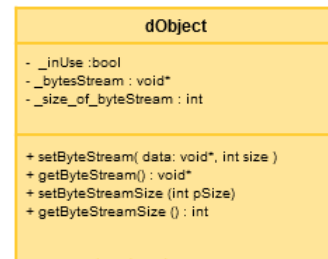 dObject
- _inUse :bool
- _bytesStream : void*
- _size_of_byteStream : int
+ setByteStream( data: void*, int size )
+ getByteStream() : void*
+ setByteStreamSize (int pSize)
+ getByteStreamSize () : int